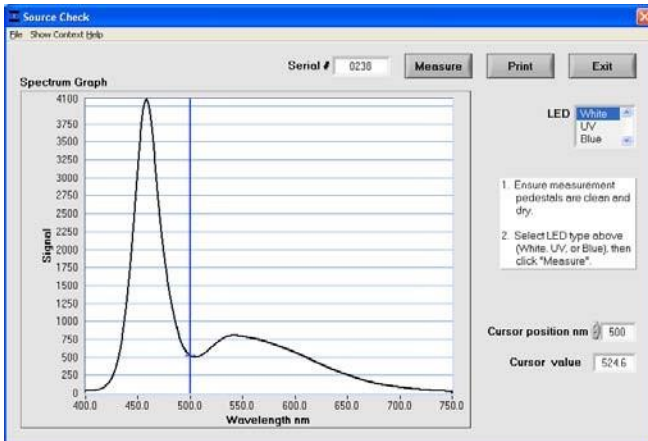 Source Check
File Show Context Help
Serial # 0238 Measure Print Exit
Spectrum Graph
LED White
UV
Blue
1. Ensure measurement
pedestals are clean and
dry.
2. Select LED type above
(White, UV, or Blue), then
click "Measure".
Cursor position nm 500
Cursor value 524.6
Signal
4100
3750
3500
3250
3000
2750
2500
2250
2000
1750
1500
1250
1000
750
500
250
0
400.0 450.0 500.0 550.0 600.0 650.0 700.0 750.0
Wavelength nm